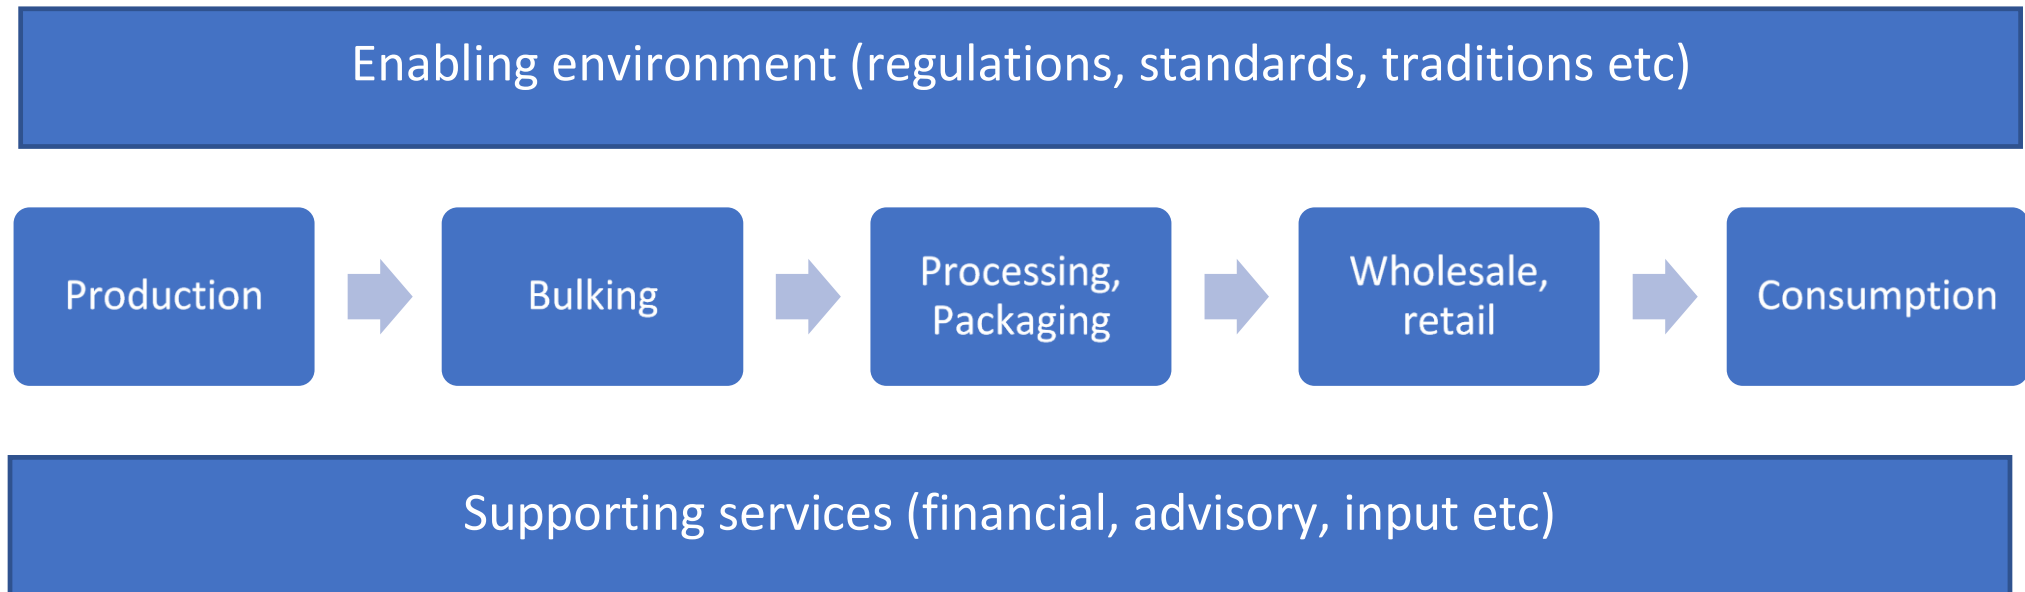 Enabling environment (regulations, standards, traditions etc)
Production
Bulking
Processing,
Packaging
Wholesale,
retail
Consumption
Supporting services (financial, advisory, input etc)